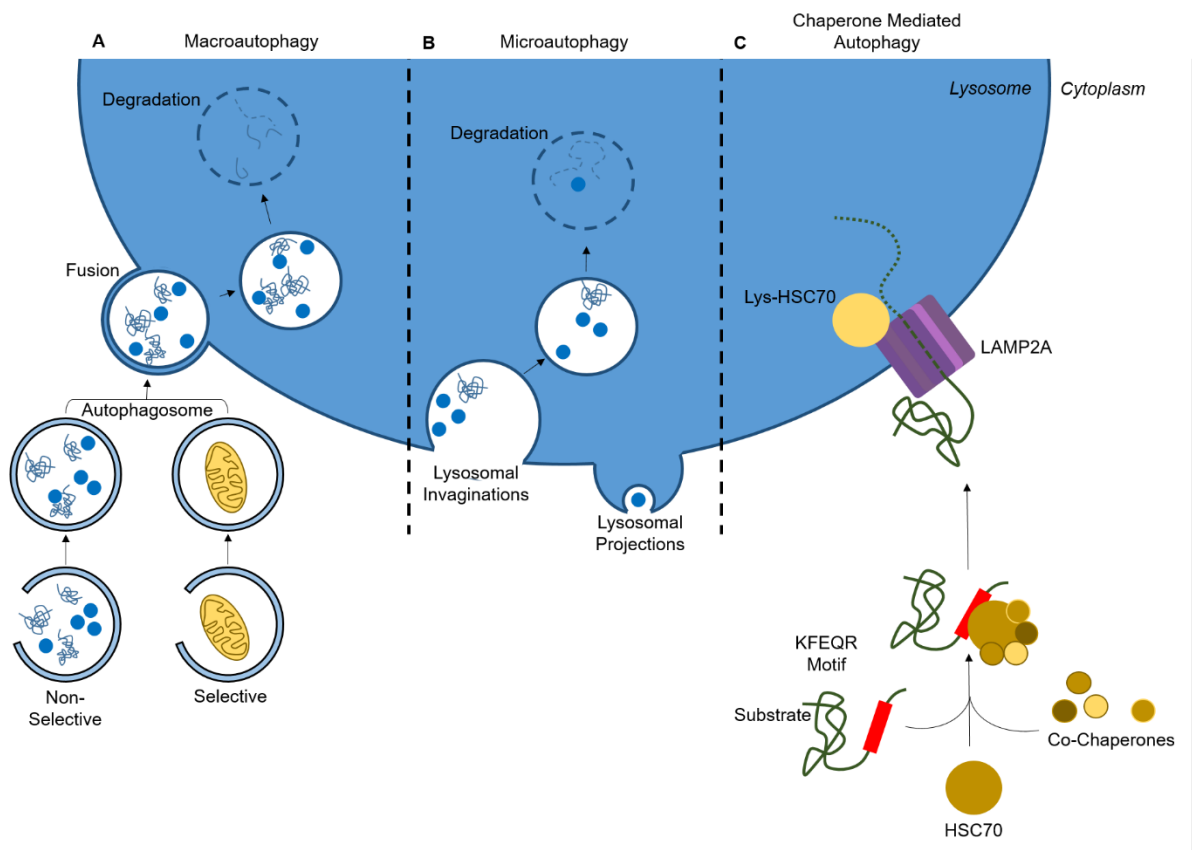 A
Macroautophagy
Degradation
Fusion
Autophagosome
Non-
Selective
Selective
B
Microautophagy
Degradation
Lysosomal
Invaginations
Lysosomal
Projections
C
Chaperone Mediated
Autophagy
Lysosome
Cytoplasm
Lys-HSC70
LAMP2A
KFEQR
Motif
Substrate
Co-Chaperones
HSC70